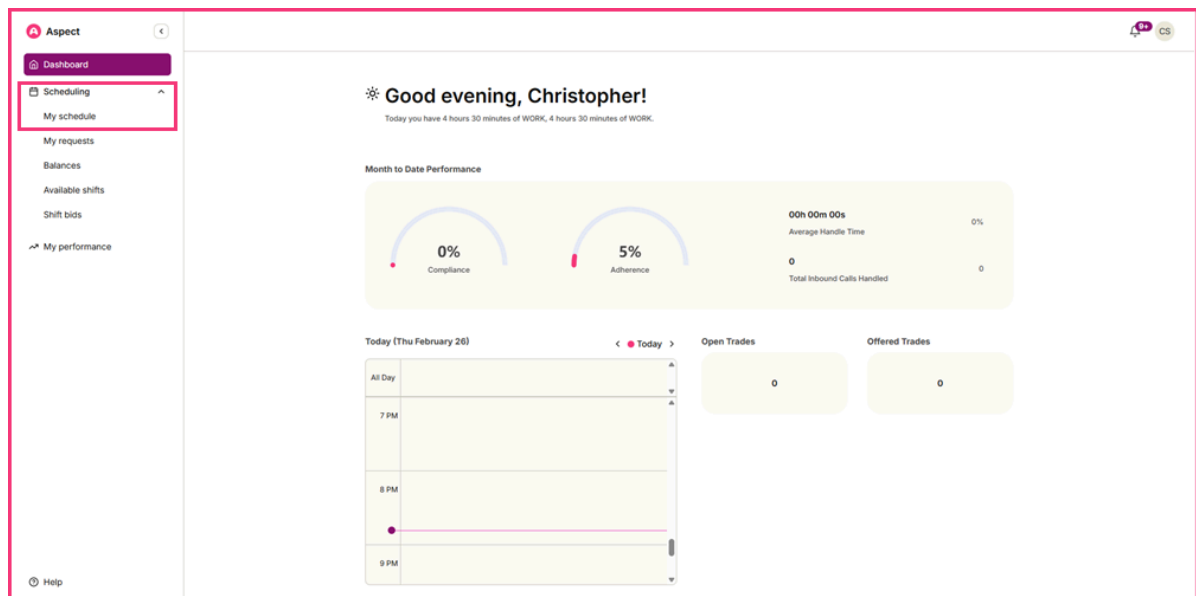 Aspect
9+
CS
Dashboard
Scheduling
My schedule
My requests
Balances
Available shifts
Shift bids
My performance
Help
Good evening, Christopher!
Today you have 4 hours 30 minutes of WORK, 4 hours 30 minutes of WORK.
Month to Date Performance
0%
Compliance
5%
Adherence
00h 00m 00s
Average Handle Time
0%
0
Total Inbound Calls Handled
0
Today (Thu February 26)
Today
All Day
7 PM
8 PM
9 PM
Open Trades
0
Offered Trades
0